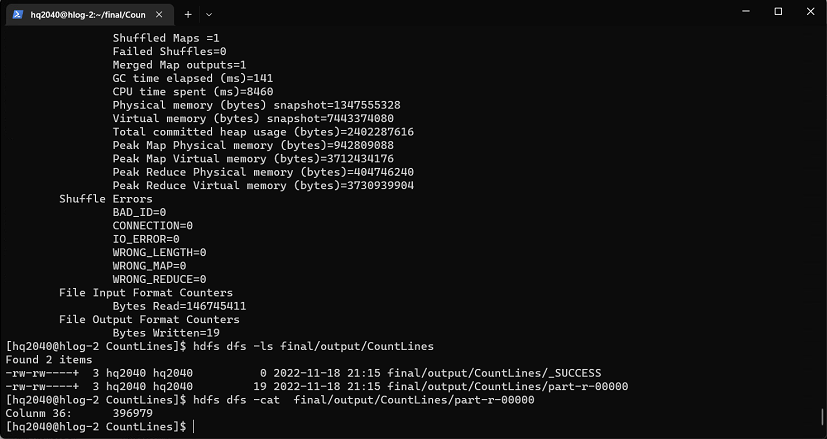 hq2040@hlog-2:~/final/Coun
Shuffled Maps =1
Failed Shuffles=0
Merged Map outputs=1
GC time elapsed (ms)=141
CPU time spent (ms)=8460
Physical memory (bytes) snapshot=1347555328
Virtual memory (bytes) snapshot=7443374080
Total committed heap usage (bytes)=2402287616
Peak Map Physical memory (bytes)=942809088
Peak Map Virtual memory (bytes)=3712434176
Peak Reduce Physical memory (bytes)=404746240
Peak Reduce Virtual memory (bytes)=3730939904
Shuffle Errors
BAD_ID=0
CONNECTION=0
IO_ERROR=0
WRONG_LENGTH=0
WRONG_MAP=0
WRONG_REDUCE=0
File Input Format Counters
Bytes Read=146745411
File Output Format Counters
Bytes Written=19
[hq2040@hlog-2 CountLines]$ hdfs dfs -ls final/output/CountLines
Found 2 items
-rw-rw----+  3 hq2040 hq2040          0 2022-11-18 21:15 final/output/CountLines/_SUCCESS
-rw-rw----+  3 hq2040 hq2040         19 2022-11-18 21:15 final/output/CountLines/part-r-00000
[hq2040@hlog-2 CountLines]$ hdfs dfs -cat  final/output/CountLines/part-r-00000
Colunm 36:      396979
[hq2040@hlog-2 CountLines]$